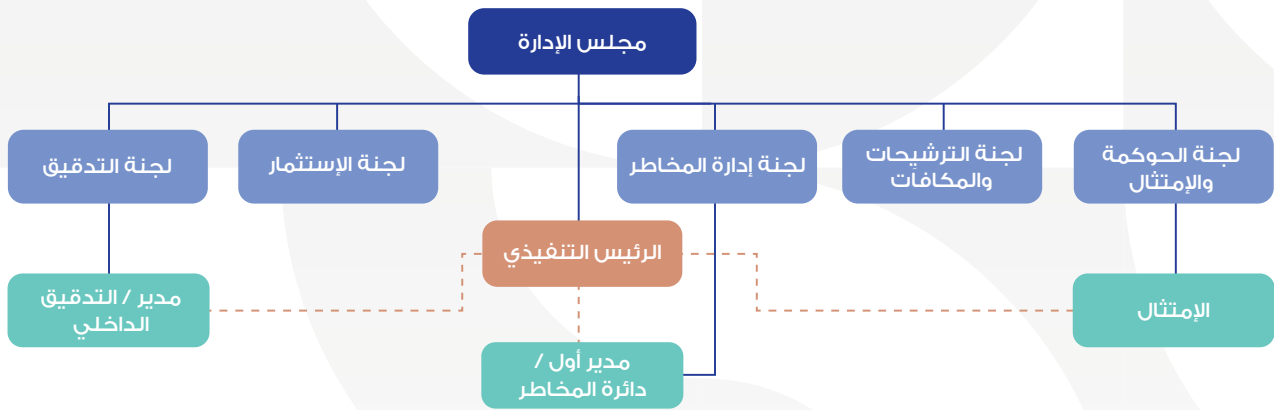 مجلس الإدارة
لجنة الحوكمة
والإمتثال
لجنة الترشيحات
والمكافآت
لجنة إدارة المخاطر
لجنة الإستثمار
لجنة التدقيق
الرئيس التنفيذي
الإمتثال
مدير أول /
دائرة المخاطر
مدير / التدقيق
الداخلي